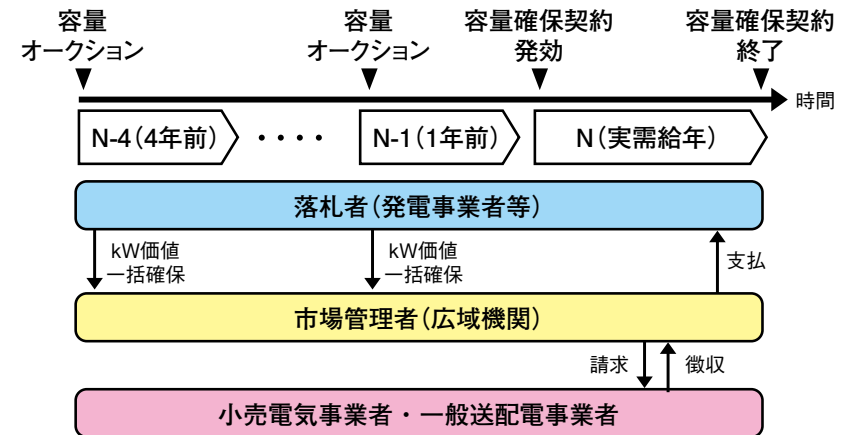 容量
オークション
容量
オークション
容量確保契約
発効
容量確保契約
終了
時間
N-4（4年前）
・・・・
N-1（1年前）
N（実需給年）
落札者（発電事業者等）
kW価値
一括確保
kW価値
一括確保
支払
市場管理者（広域機関）
請求
徴収
小売電気事業者・一般送配電事業者